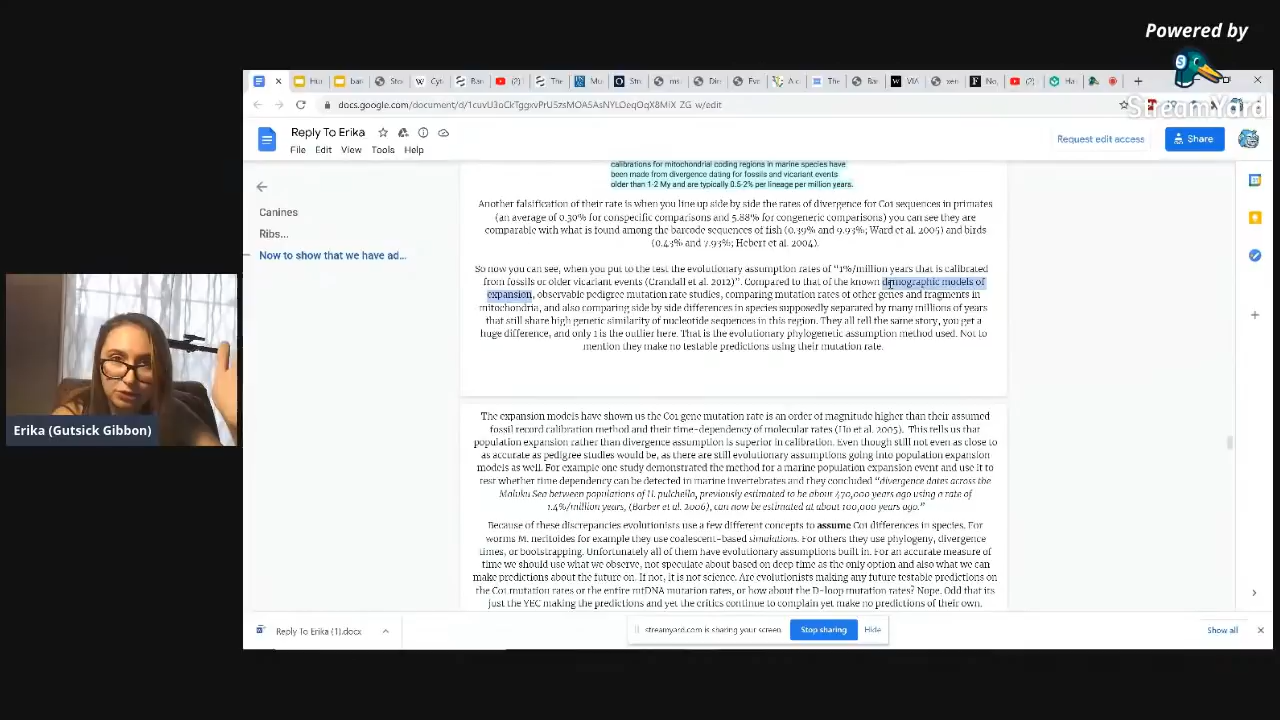 Powered by
StreamYard
docs.google.com/document/d/
w/edit
Reply To Erika
Request edit access
Share
File Edit View Tools Help
Canines
Ribs...
Now to show that we have ad...
calibrations for mitochondrial coding regions in marine species have
been made from divergence dating for fossils and vicariant events
older than 1-2 My and are typically 0.5-2% per lineage per million years.
Another falsification of their rate is when you line up side by side the rates of divergence for Co1 sequences in primates
(an average of 0.30% for conspecific comparisons and 5.88% for congeneric comparisons) you can see they are
comparable with what is found among the barcode sequences of fish (0.39% and 9.93%; Ward et al. 2005) and birds
(0.43% and 7.93%; Hebert et al. 2004).
So now you can see, when you put to the test the evolutionary assumption rates of “1%/million years that is calibrated
from fossils or older vicariant events (Crandall et al. 2012)”. Compared to that of the known demographic models of
expansion, observable pedigree mutation rate studies, comparing mutation rates of other genes and fragments in
mitochondria, and also comparing side by side differences in species supposedly separated by many millions of years
that still share high genetic similarity of nucleotide sequences in this region. They all tell the same story, you get a
huge difference, and only 1 is the outlier here. That is the evolutionary phylogenetic assumption method used. Not to
mention they make no testable predictions using their mutation rate.
The expansion models have shown us the Co1 gene mutation rate is an order of magnitude higher than their assumed
fossil record calibration method and their time-dependency of molecular rates (Ho et al. 2005). This tells us that
population expansion rather than divergence assumption is superior in calibration. Even though still not even as close to
as accurate as pedigree studies would be, as there are still evolutionary assumptions going into population expansion
models as well. For example one study demonstrated the method for a marine population expansion event and use it to
test whether time dependency can be detected in marine invertebrates and they concluded “divergence dates across the
Maluku Sea between populations of H. pulchella, previously estimated to be about 470,000 years ago using a rate of
1.4%/million years, (Barber et al. 2006), can now be estimated at about 100,000 years ago.”
Because of these discrepancies evolutionists use a few different concepts to assume Co1 differences in species. For
worms M. neritoides for example they use coalescent-based simulations. For others they use phylogeny, divergence
times, or bootstrapping. Unfortunately all of them have evolutionary assumptions built in. For an accurate measure of
time we should use what we observe, not speculate about based on deep time as the only option and also what we can
make predictions about the future on. If not, it is not science. Are evolutionists making any future testable predictions on
the Co1 mutation rates or the entire mtDNA mutation rates, or how about the D-loop mutation rates? Nope. Odd that its
just the YEC making the predictions and yet the critics continue to complain yet make no predictions of their own.
Erika (Gutsick Gibbon)
Reply To Erika (1).docx
streamyard.com is sharing your screen.
Stop sharing
Hide
Show all